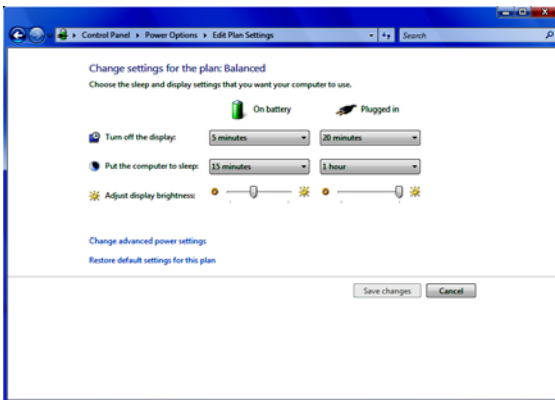 Control Panel ▸ Power Options ▸ Edit Plan Settings
Search
Change settings for the plan: Balanced
Choose the sleep and display settings that you want your computer to use.
On battery Plugged in
Turn off the display: 5 minutes 20 minutes
Put the computer to sleep: 15 minutes 1 hour
Adjust display brightness:
Change advanced power settings
Restore default settings for this plan
Save changes Cancel